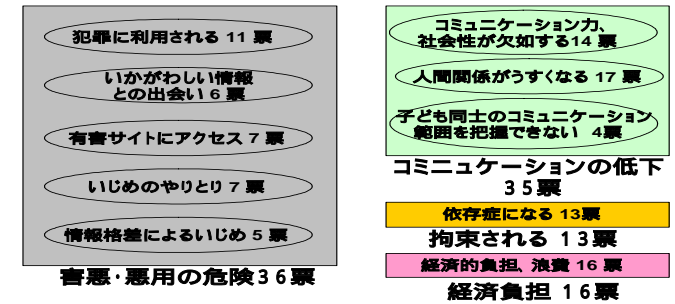 犯罪に利用される 11 票
いかがわしい情報
との出会い 6 票
有害サイトにアクセス 7 票
いじめのやりとり 7 票
情報格差によるいじめ 5 票
害悪・悪用の危険36票
コミュニケーション力、
社会性が欠如する14 票
人間関係がうすくなる 17 票
子ども同士のコミュニケーション
範囲を把握できない 4票
コミニュケーションの低下
35票
依存症になる 13票
拘束される 13票
経済的負担、浪費 16 票
経済負担 16票